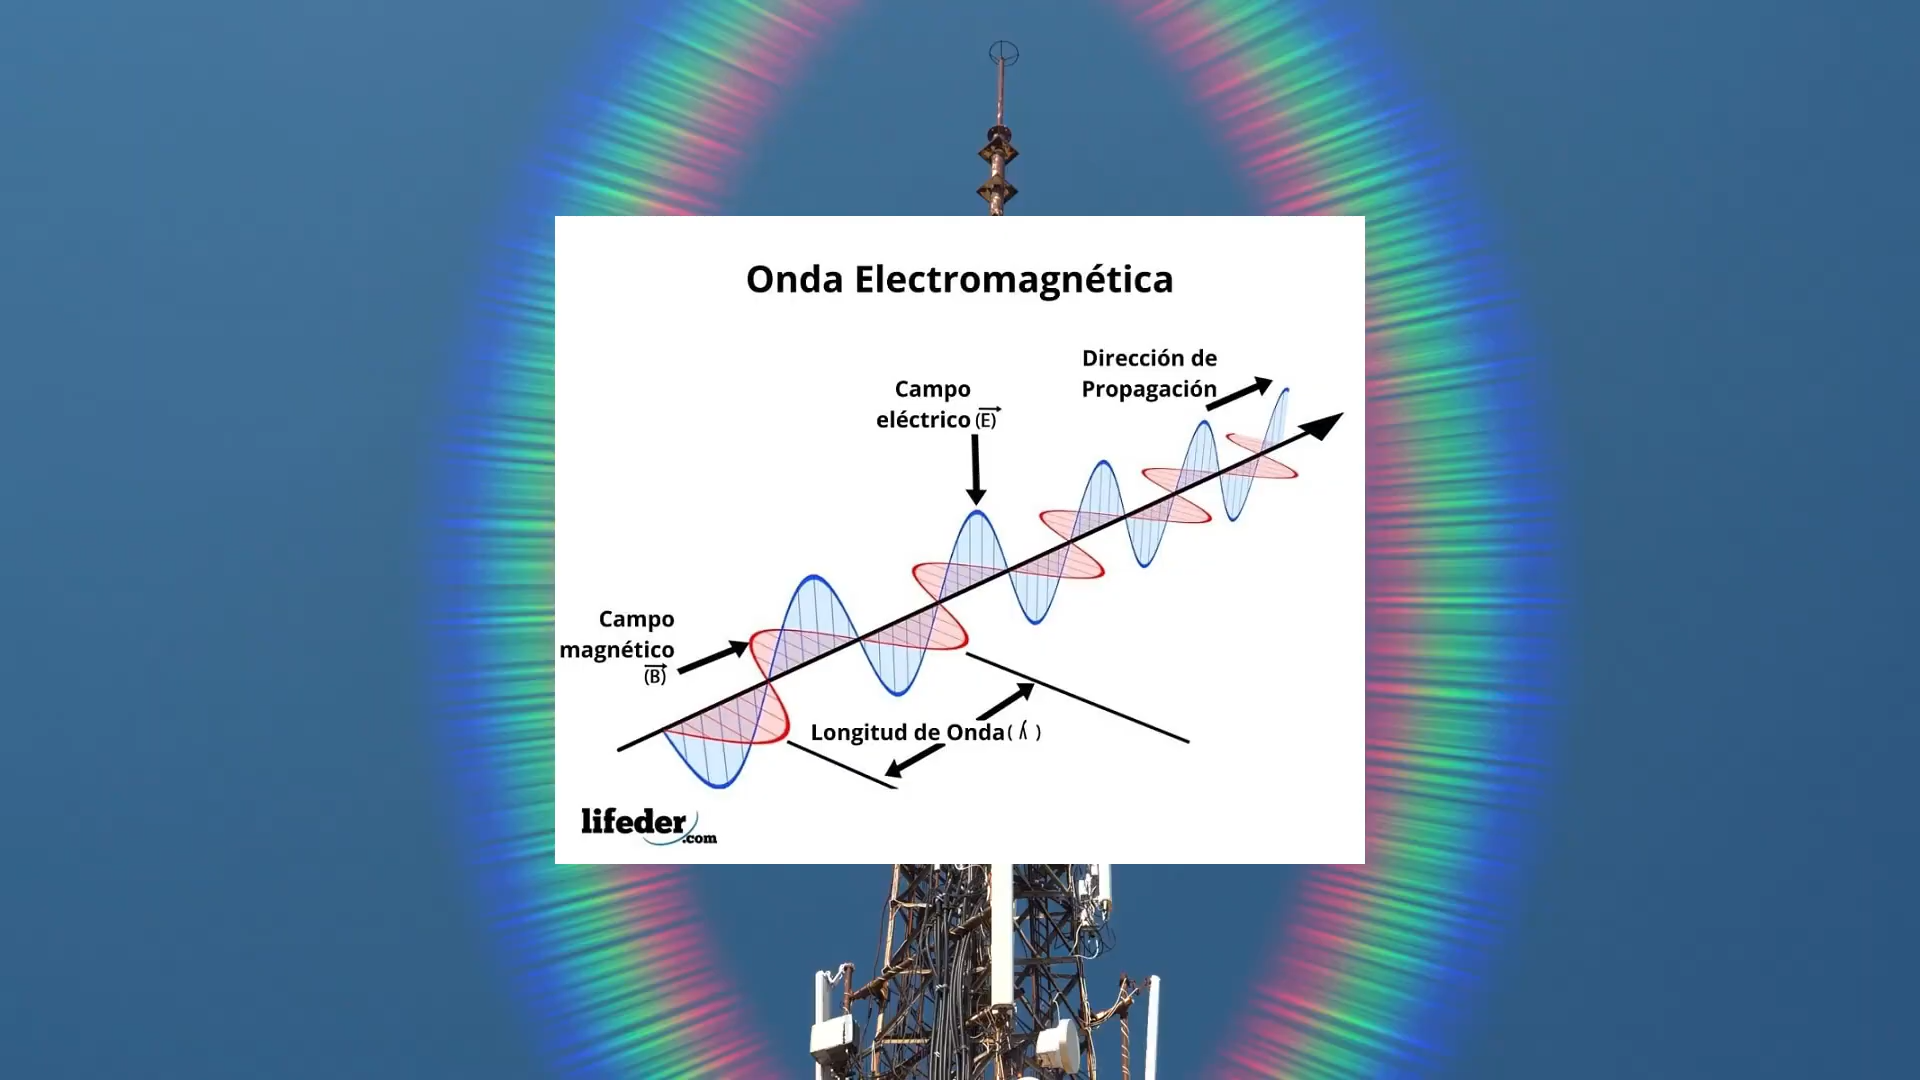 Onda Electromagnética
Dirección de
Propagación
Campo
eléctrico (E)
Campo
magnético
(B)
Longitud de Onda (λ)
lifeder
.com